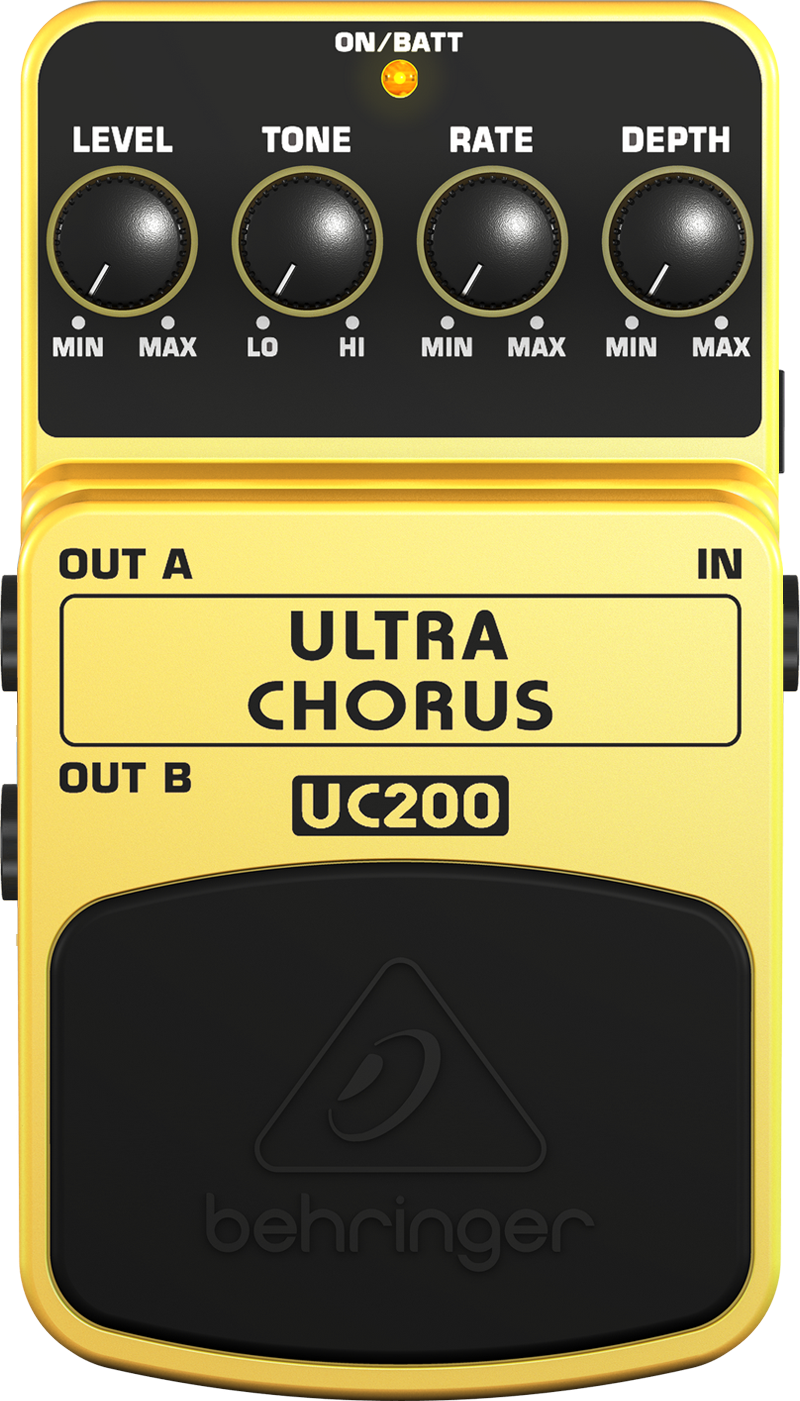 ON/BATT
LEVEL TONE RATE DEPTH
MIN MAX LO HI MIN MAX MIN MAX
OUT A IN
ULTRA
CHORUS
OUT B
UC200
behringer